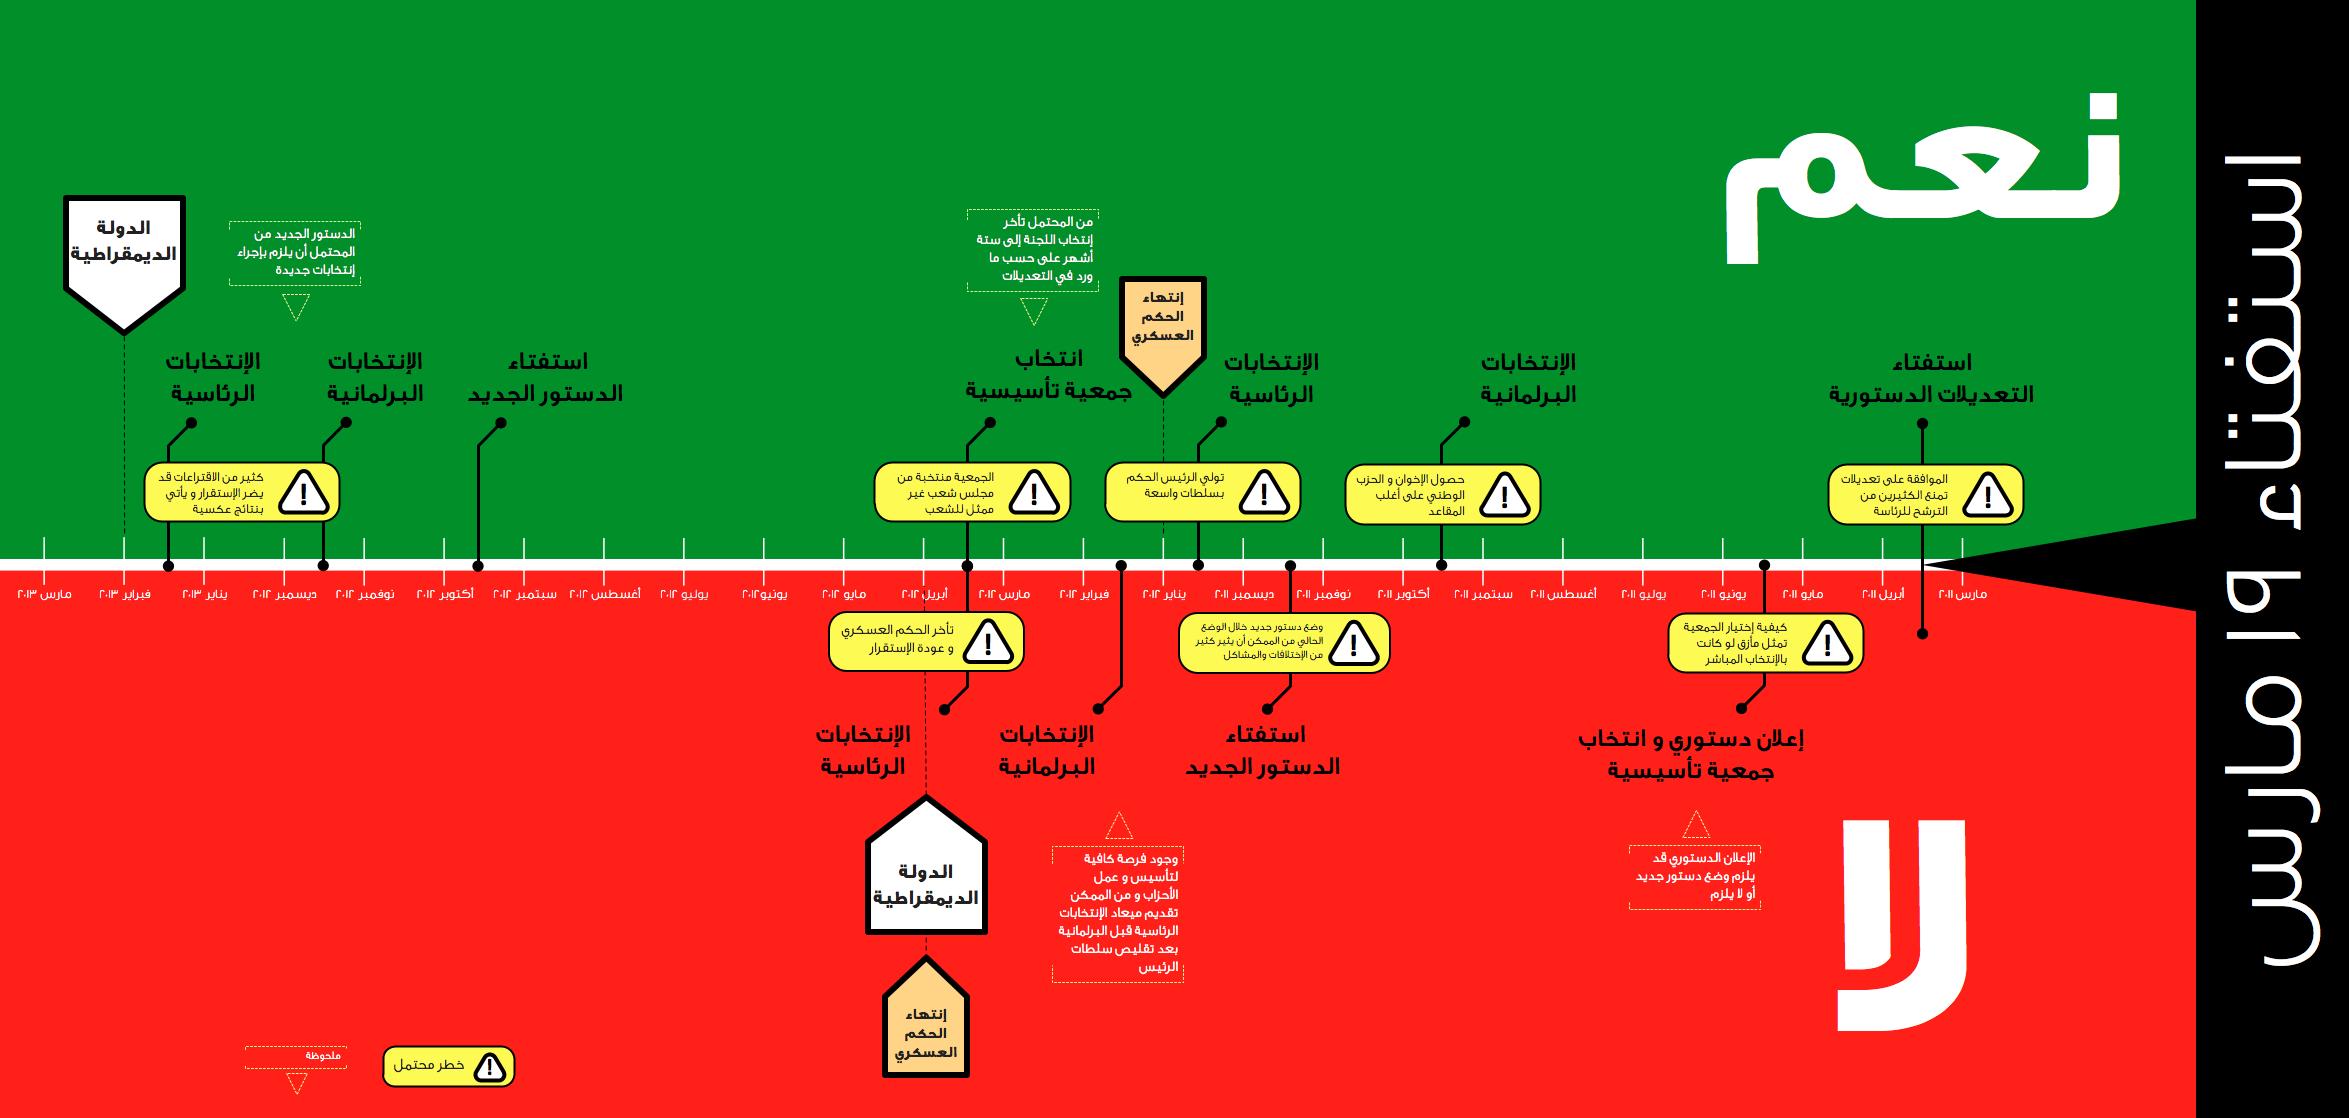 استفتاء ١٩ مارس
نعم
استفتاء
التعديلات الدستورية
الموافقة على تعديلات
تمنع الكثيرين من
الترشح للرئاسة
الإنتخابات
البرلمانية
حصول الإخوان و الحزب
الوطني على أغلب
المقاعد
الإنتخابات
الرئاسية
تولي الرئيس الحكم
بسلطات واسعة
إنتهاء
الحكم
العسكري
من المحتمل تأخر
إنتخاب اللجنة إلى ستة
أشهر على حسب ما
ورد في التعديلات
انتخاب
جمعية تأسيسية
الجمعية منتخبة من
مجلس شعب غير
ممثل للشعب
استفتاء
الدستور الجديد
الدستور الجديد من
المحتمل أن يلزم بإجراء
إنتخابات جديدة
الإنتخابات
البرلمانية
الإنتخابات
الرئاسية
كثير من الاقتراعات قد
يضر الإستقرار و يأتي
بنتائج عكسية
الدولة
الديمقراطية
مارس ٢٠١١
أبريل ٢٠١١
مايو ٢٠١١
يونيو ٢٠١١
يوليو ٢٠١١
أغسطس ٢٠١١
سبتمبر ٢٠١١
أكتوبر ٢٠١١
نوفمبر ٢٠١١
ديسمبر ٢٠١١
يناير ٢٠١٢
فبراير ٢٠١٢
مارس ٢٠١٢
أبريل ٢٠١٢
مايو ٢٠١٢
يونيو٢٠١٢
يوليو ٢٠١٢
أغسطس ٢٠١٢
سبتمبر ٢٠١٢
أكتوبر ٢٠١٢
نوفمبر ٢٠١٢
ديسمبر ٢٠١٢
يناير ٢٠١٣
فبراير ٢٠١٣
مارس ٢٠١٣
لا
كيفية إختيار الجمعية
تمثل مأزق لو كانت
بالإنتخاب المباشر
إعلان دستوري و انتخاب
جمعية تأسيسية
الإعلان الدستوري قد
يلزم وضع دستور جديد
أو لا يلزم
وضع دستور جديد خلال الوضع
الحالي من الممكن أن يثير كثير
من الإختلافات والمشاكل
استفتاء
الدستور الجديد
الإنتخابات
البرلمانية
وجود فرصة كافية
لتأسيس و عمل
الأحزاب و من الممكن
تقديم ميعاد الإنتخابات
الرئاسية قبل البرلمانية
بعد تقليص سلطات
الرئيس
تأخر الحكم العسكري
و عودة الإستقرار
الإنتخابات
الرئاسية
الدولة
الديمقراطية
إنتهاء
الحكم
العسكري
خطر محتمل
ملحوظة